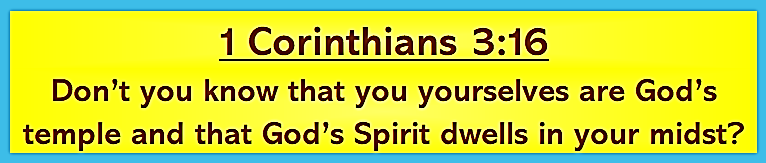 1 Corinthians 3:16
Don’t you know that you yourselves are God’s
temple and that God’s Spirit dwells in your midst?